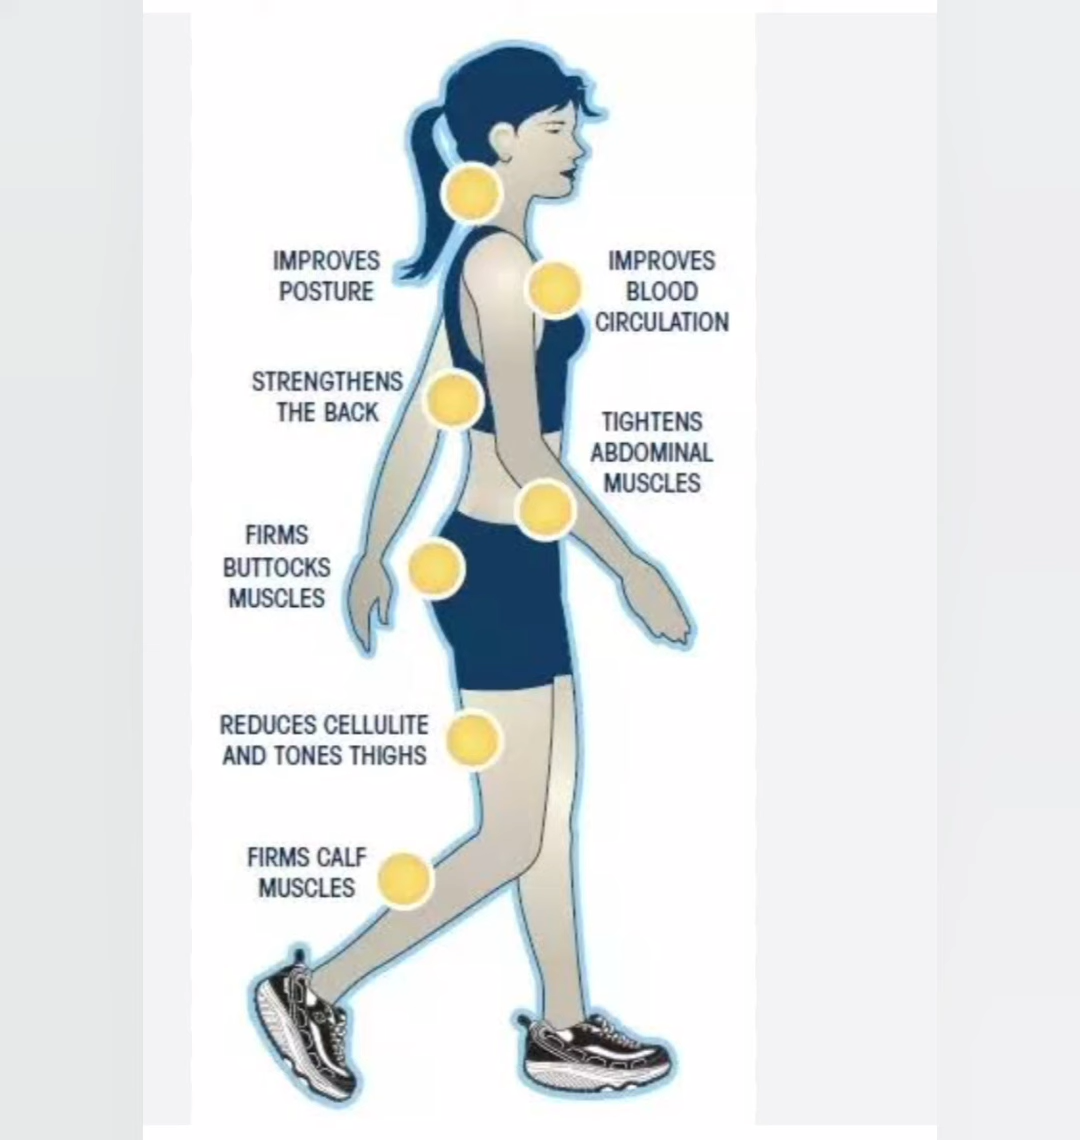 IMPROVES
POSTURE
IMPROVES
BLOOD
CIRCULATION
STRENGTHENS
THE BACK
TIGHTENS
ABDOMINAL
MUSCLES
FIRMS
BUTTOCKS
MUSCLES
REDUCES CELLULITE
AND TONES THIGHS
FIRMS CALF
MUSCLES